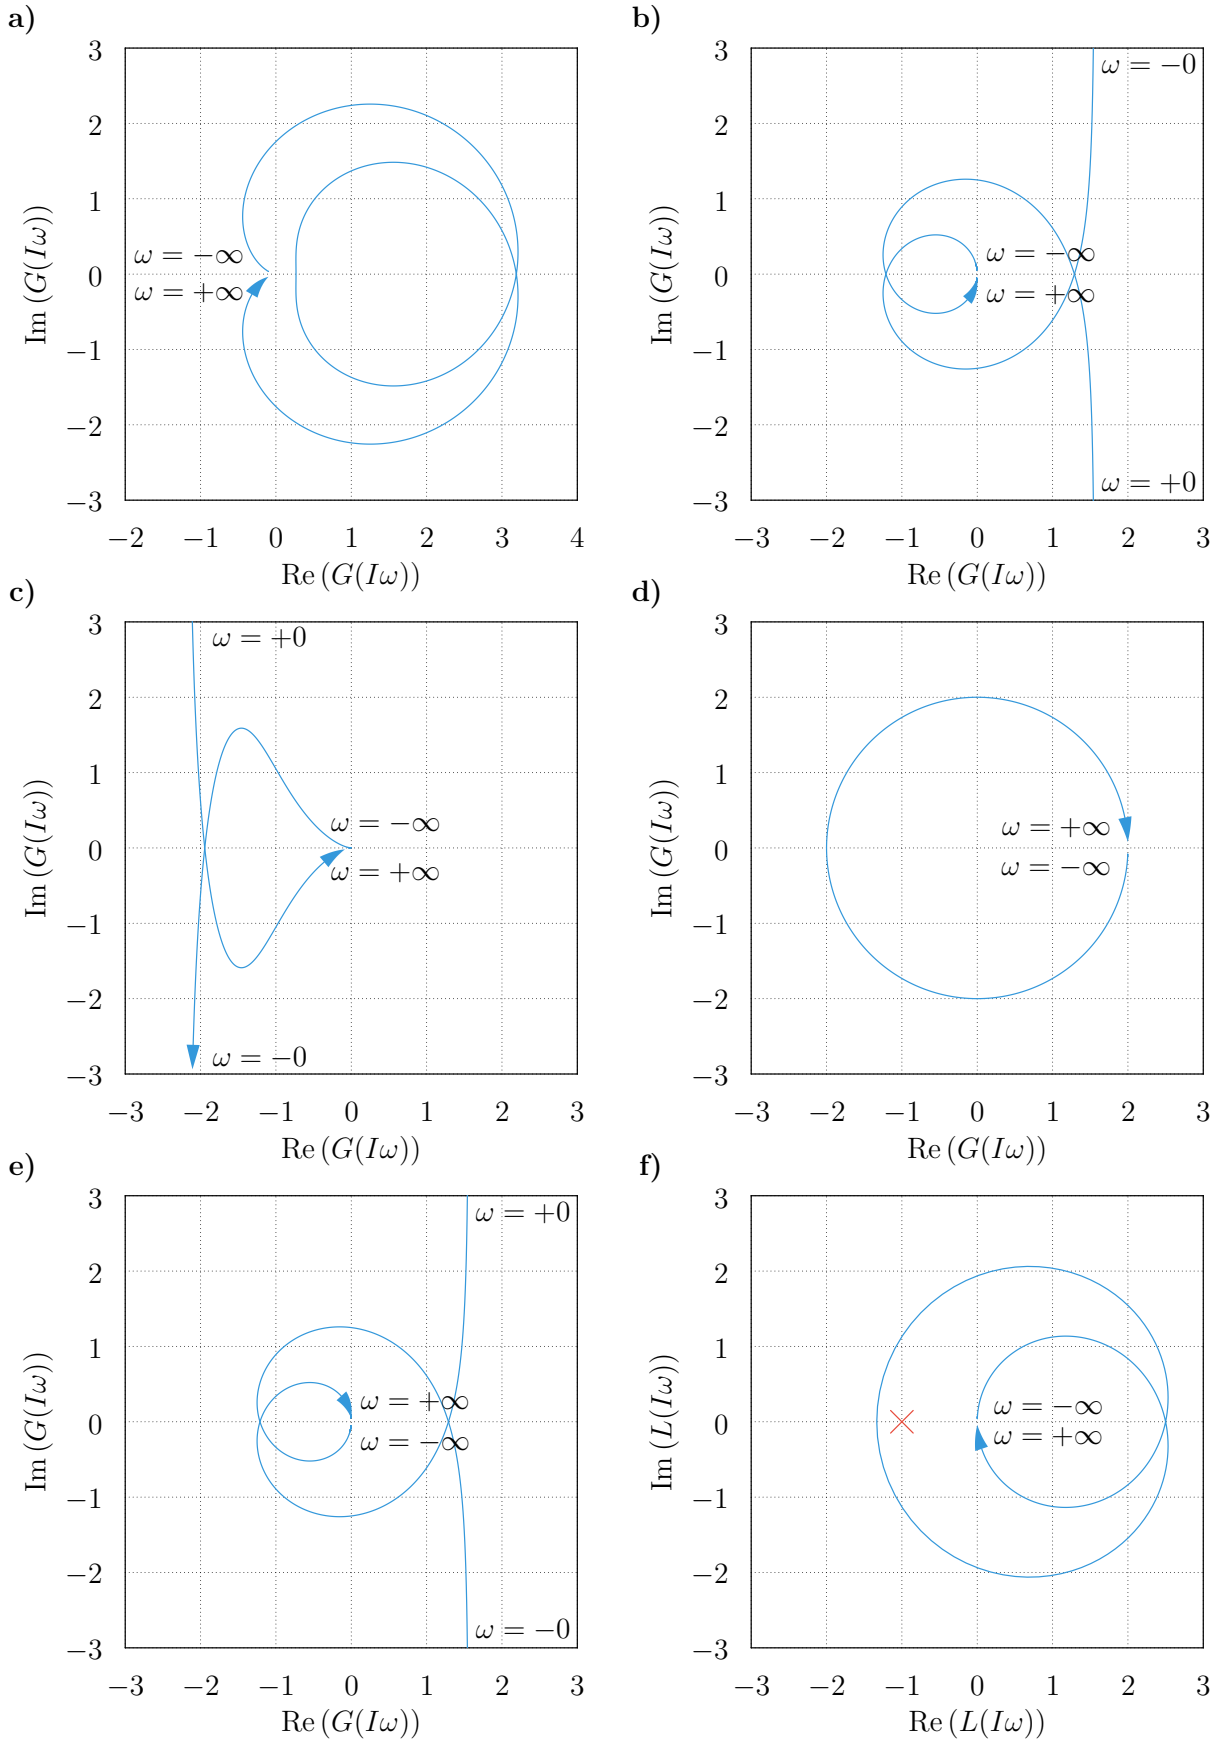 a)
3
2
1
0
−1
−2
−3
Im (G(Iω))
ω = −∞
ω = +∞
−2 −1 0 1 2 3 4
Re (G(Iω))
b)
3
2
1
0
−1
−2
−3
Im (G(Iω))
ω = −0
ω = −∞
ω = +∞
ω = +0
−3 −2 −1 0 1 2 3
Re (G(Iω))
c)
3
2
1
0
−1
−2
−3
Im (G(Iω))
ω = +0
ω = −∞
ω = +∞
ω = −0
−3 −2 −1 0 1 2 3
Re (G(Iω))
d)
3
2
1
0
−1
−2
−3
Im (G(Iω))
ω = +∞
ω = −∞
−3 −2 −1 0 1 2 3
Re (G(Iω))
e)
3
2
1
0
−1
−2
−3
Im (G(Iω))
ω = +0
ω = +∞
ω = −∞
ω = −0
−3 −2 −1 0 1 2 3
Re (G(Iω))
f)
3
2
1
0
−1
−2
−3
Im (L(Iω))
ω = −∞
ω = +∞
−3 −2 −1 0 1 2 3
Re (L(Iω))